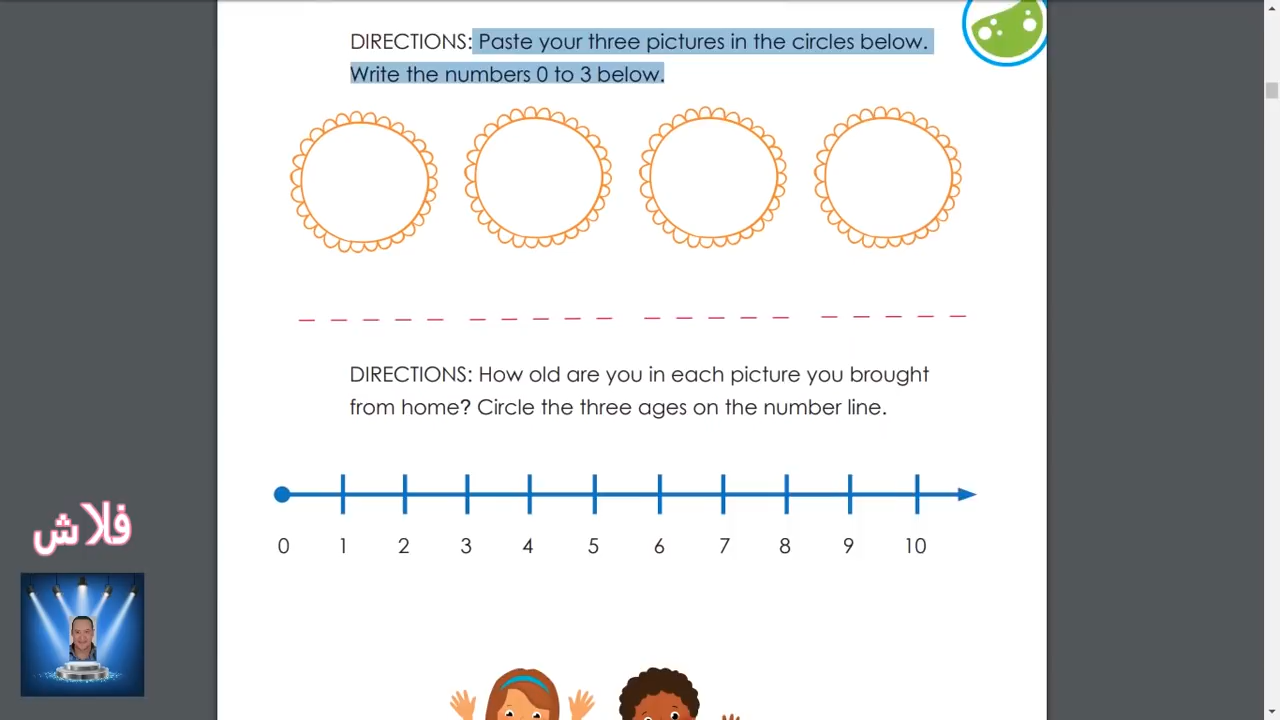 DIRECTIONS: Paste your three pictures in the circles below.
Write the numbers 0 to 3 below.
DIRECTIONS: How old are you in each picture you brought
from home? Circle the three ages on the number line.
0 1 2 3 4 5 6 7 8 9 10
فلاش